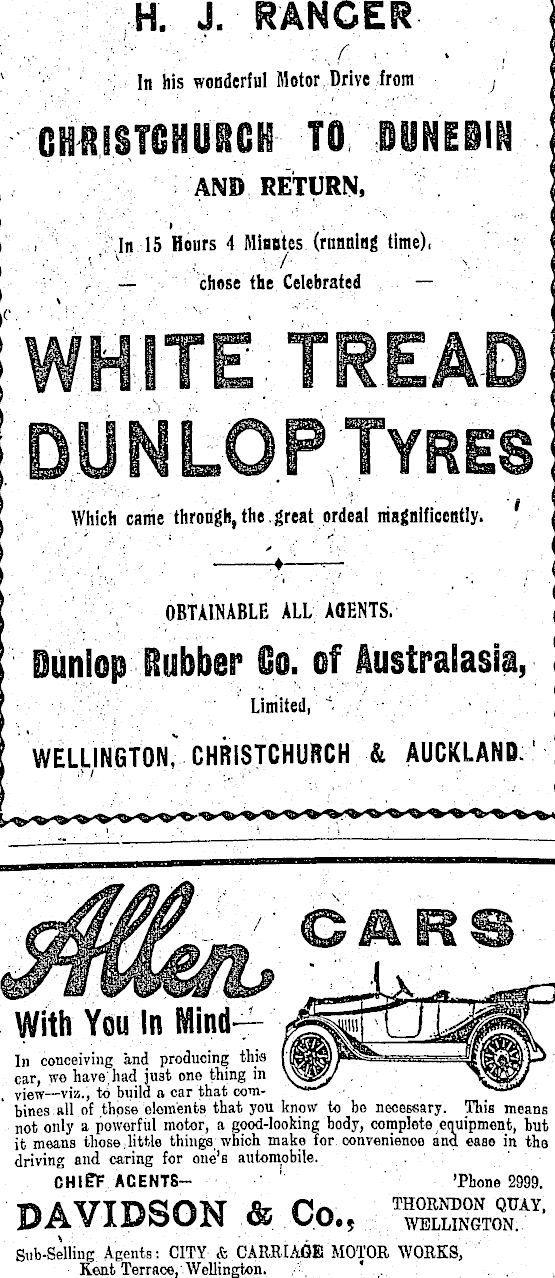 H. J. RANGER
In his wonderful Motor Drive from
CHRISTCHURCH TO DUNEDIN
AND RETURN,
In 15 Hours 4 Minutes (running time),
— chose the Celebrated —
WHITE TREAD
DUNLOP TYRES
Which came through, the great ordeal magnificently.
OBTAINABLE ALL AGENTS.
Dunlop Rubber Co. of Australasia,
Limited,
WELLINGTON, CHRISTCHURCH & AUCKLAND.
Allen CARS
With You In Mind—
In conceiving and producing this
car, we have had just one thing in
view—viz., to build a car that com-
bines all of those elements that you know to be necessary. This means
not only a powerful motor, a good-looking body, complete equipment, but
it means those little things which make for convenience and ease in the
driving and caring for one's automobile.
CHIEF AGENTS—
DAVIDSON & Co.,
'Phone 2999.
THORNDON QUAY,
WELLINGTON.
Sub-Selling Agents: CITY & CARRIAGE MOTOR WORKS,
Kent Terrace, Wellington.